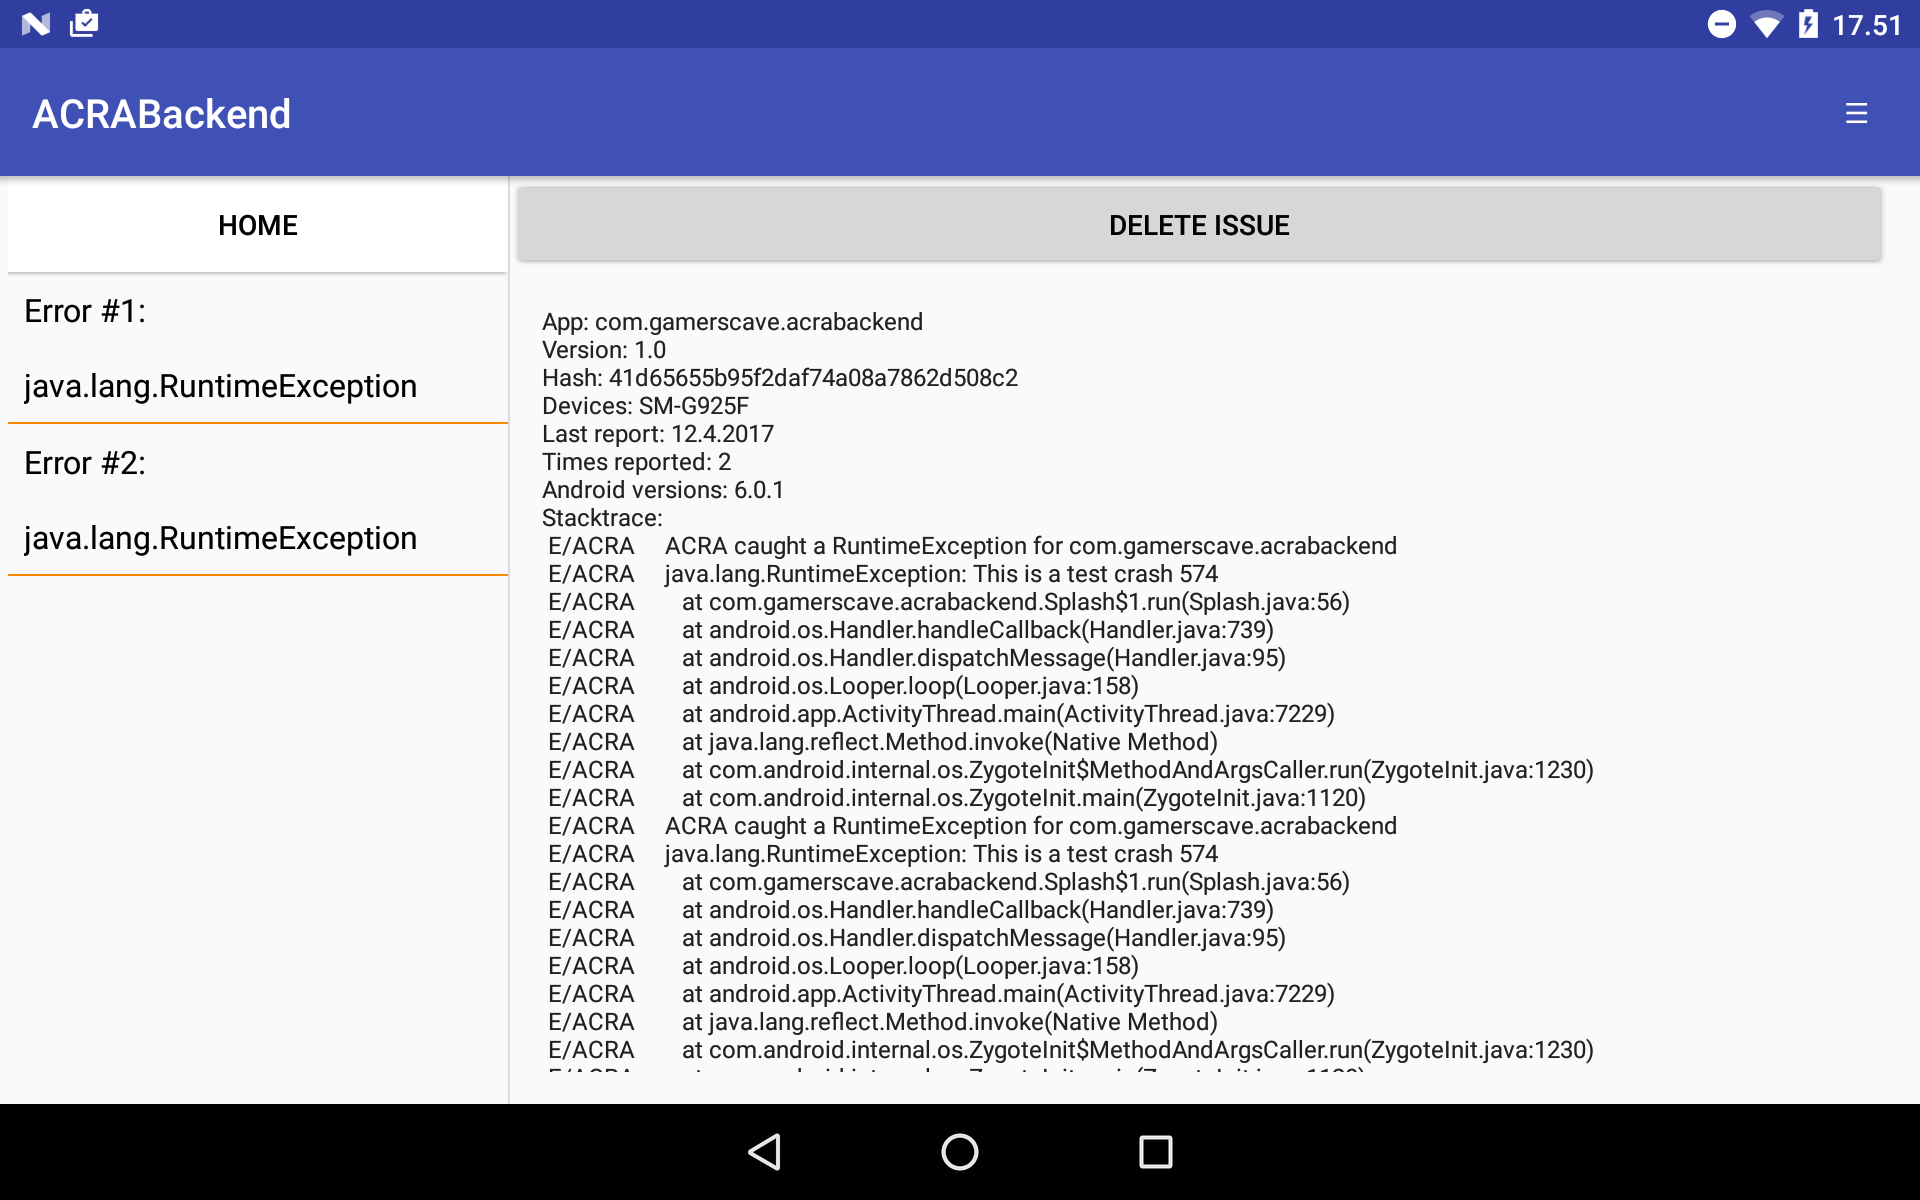 17.51
ACRABackend
HOME
Error #1:
java.lang.RuntimeException
Error #2:
java.lang.RuntimeException
DELETE ISSUE
App: com.gamerscave.acrabackend
Version: 1.0
Hash: 41d65655b95f2daf74a08a7862d508c2
Devices: SM-G925F
Last report: 12.4.2017
Times reported: 2
Android versions: 6.0.1
Stacktrace:
E/ACRA ACRA caught a RuntimeException for com.gamerscave.acrabackend
E/ACRA java.lang.RuntimeException: This is a test crash 574
E/ACRA at com.gamerscave.acrabackend.Splash$1.run(Splash.java:56)
E/ACRA at android.os.Handler.handleCallback(Handler.java:739)
E/ACRA at android.os.Handler.dispatchMessage(Handler.java:95)
E/ACRA at android.os.Looper.loop(Looper.java:158)
E/ACRA at android.app.ActivityThread.main(ActivityThread.java:7229)
E/ACRA at java.lang.reflect.Method.invoke(Native Method)
E/ACRA at com.android.internal.os.ZygoteInit$MethodAndArgsCaller.run(ZygoteInit.java:1230)
E/ACRA at com.android.internal.os.ZygoteInit.main(ZygoteInit.java:1120)
E/ACRA ACRA caught a RuntimeException for com.gamerscave.acrabackend
E/ACRA java.lang.RuntimeException: This is a test crash 574
E/ACRA at com.gamerscave.acrabackend.Splash$1.run(Splash.java:56)
E/ACRA at android.os.Handler.handleCallback(Handler.java:739)
E/ACRA at android.os.Handler.dispatchMessage(Handler.java:95)
E/ACRA at android.os.Looper.loop(Looper.java:158)
E/ACRA at android.app.ActivityThread.main(ActivityThread.java:7229)
E/ACRA at java.lang.reflect.Method.invoke(Native Method)
E/ACRA at com.android.internal.os.ZygoteInit$MethodAndArgsCaller.run(ZygoteInit.java:1230)